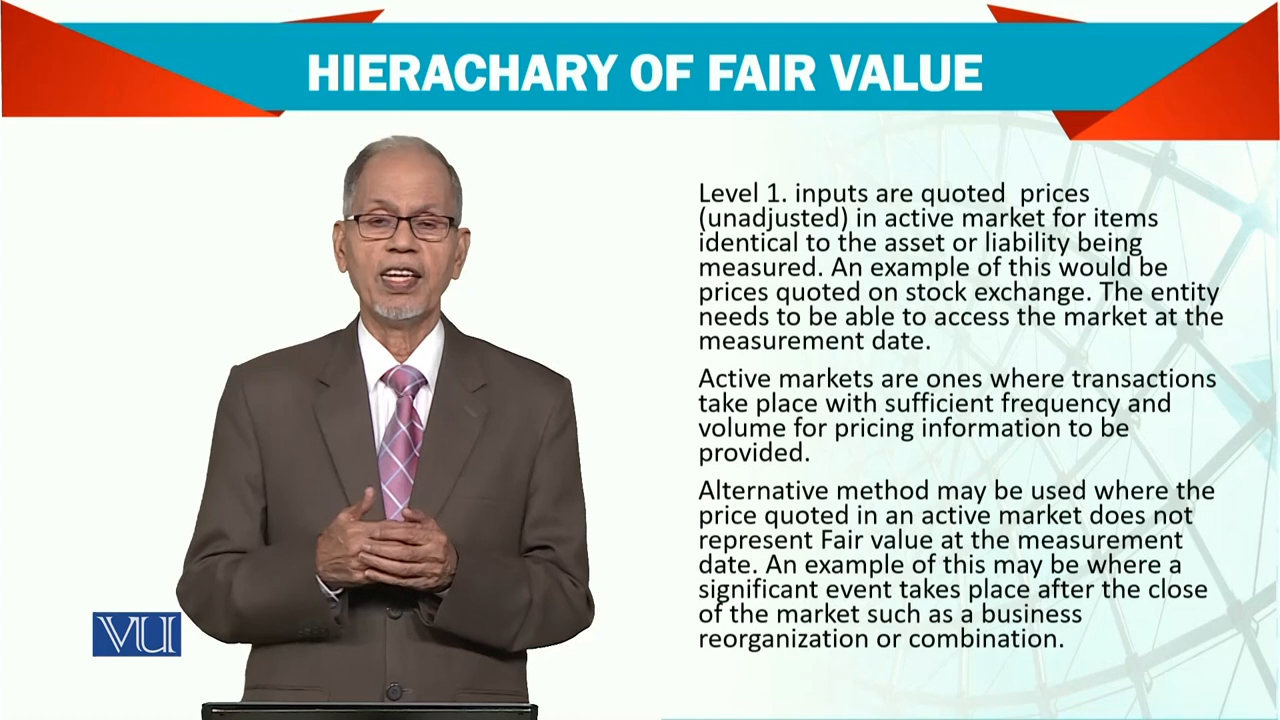 HIERACHARY OF FAIR VALUE
Level 1. inputs are quoted  prices
(unadjusted) in active market for items
identical to the asset or liability being
measured. An example of this would be
prices quoted on stock exchange. The entity
needs to be able to access the market at the
measurement date.
Active markets are ones where transactions
take place with sufficient frequency and
volume for pricing information to be
provided.
Alternative method may be used where the
price quoted in an active market does not
represent Fair value at the measurement
date. An example of this may be where a
significant event takes place after the close
of the market such as a business
reorganization or combination.
VU